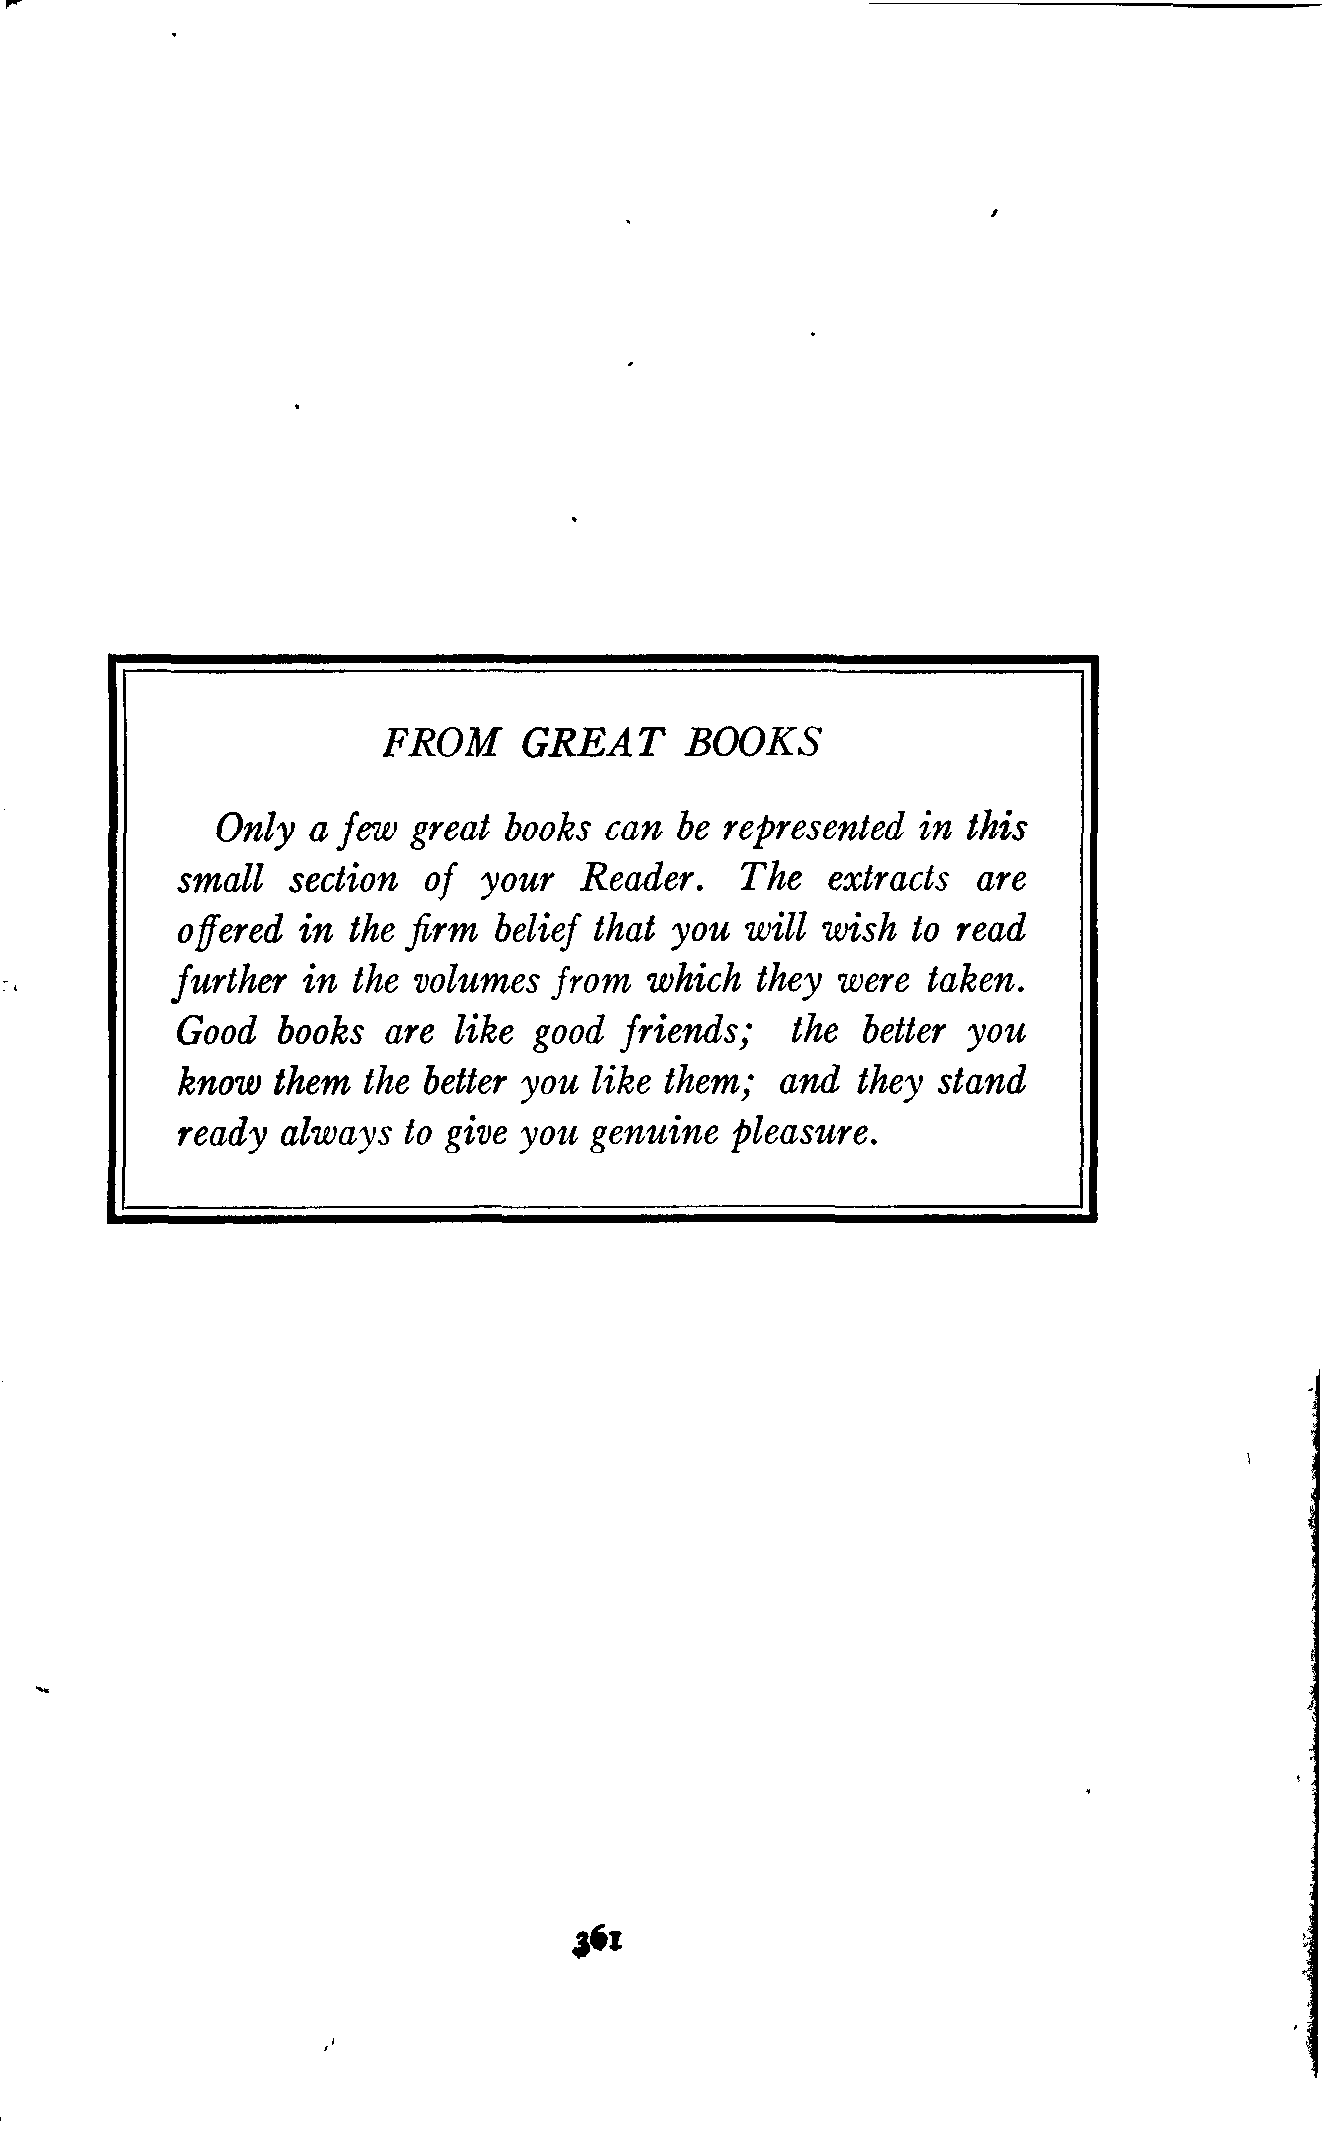 FROM GREAT BOOKS
Only a few great books can be represented in this
small section of your Reader. The extracts are
offered in the firm belief that you will wish to read
further in the volumes from which they were taken.
Good books are like good friends; the better you
know them the better you like them; and they stand
ready always to give you genuine pleasure.
361